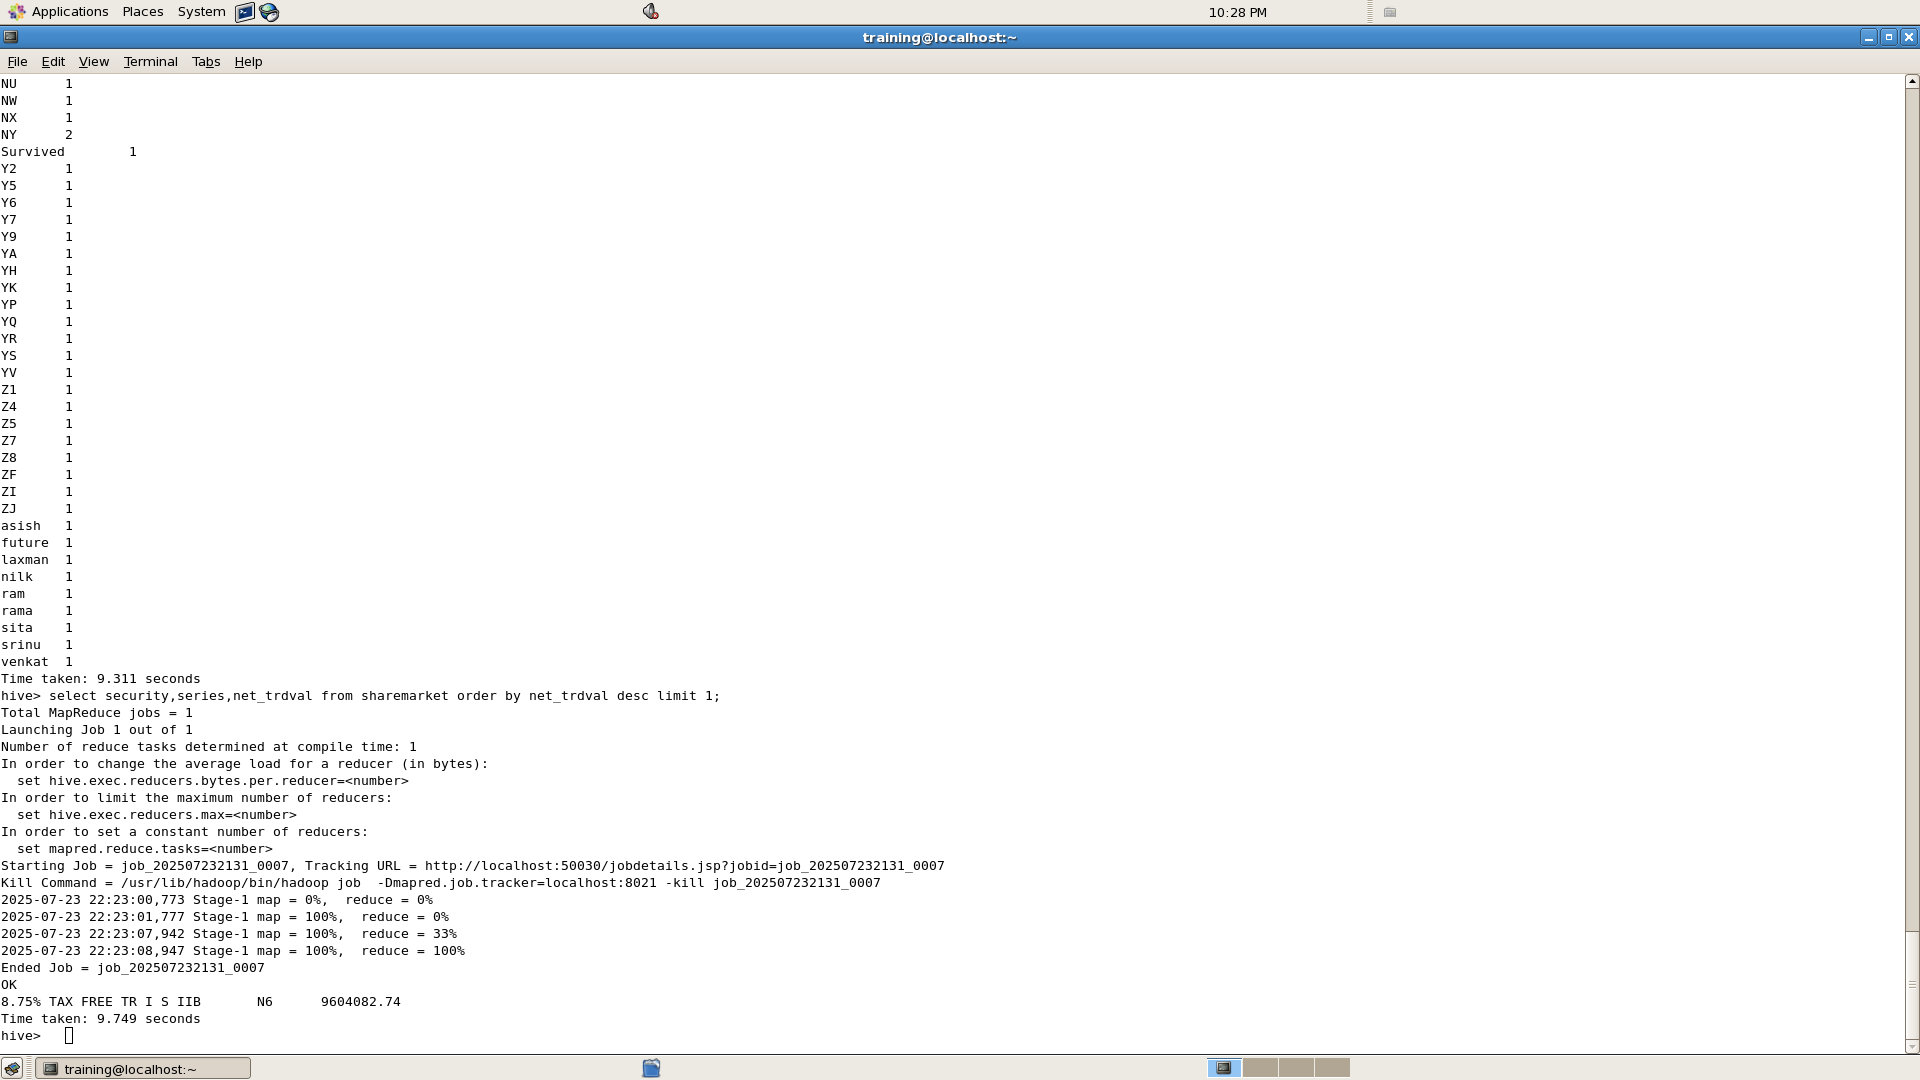 Applications Places System 10:28 PM
training@localhost:~
File Edit View Terminal Tabs Help
NU 1
NW 1
NX 1
NY 2
Survived 1
Y2 1
Y5 1
Y6 1
Y7 1
Y9 1
YA 1
YH 1
YK 1
YP 1
YQ 1
YR 1
YS 1
YV 1
Z1 1
Z4 1
Z5 1
Z7 1
Z8 1
ZF 1
ZI 1
ZJ 1
asish 1
future 1
laxman 1
nilk 1
ram 1
rama 1
sita 1
srinu 1
venkat 1
Time taken: 9.311 seconds
hive> select security,series,net_trdval from sharemarket order by net_trdval desc limit 1;
Total MapReduce jobs = 1
Launching Job 1 out of 1
Number of reduce tasks determined at compile time: 1
In order to change the average load for a reducer (in bytes):
set hive.exec.reducers.bytes.per.reducer=<number>
In order to limit the maximum number of reducers:
set hive.exec.reducers.max=<number>
In order to set a constant number of reducers:
set mapred.reduce.tasks=<number>
Starting Job = job_202507232131_0007, Tracking URL = http://localhost:50030/jobdetails.jsp?jobid=job_202507232131_0007
Kill Command = /usr/lib/hadoop/bin/hadoop job  -Dmapred.job.tracker=localhost:8021 -kill job_202507232131_0007
2025-07-23 22:23:00,773 Stage-1 map = 0%,  reduce = 0%
2025-07-23 22:23:01,777 Stage-1 map = 100%,  reduce = 0%
2025-07-23 22:23:07,942 Stage-1 map = 100%,  reduce = 33%
2025-07-23 22:23:08,947 Stage-1 map = 100%,  reduce = 100%
Ended Job = job_202507232131_0007
OK
8.75% TAX FREE TR I S IIB N6 9604082.74
Time taken: 9.749 seconds
hive>
training@localhost:~